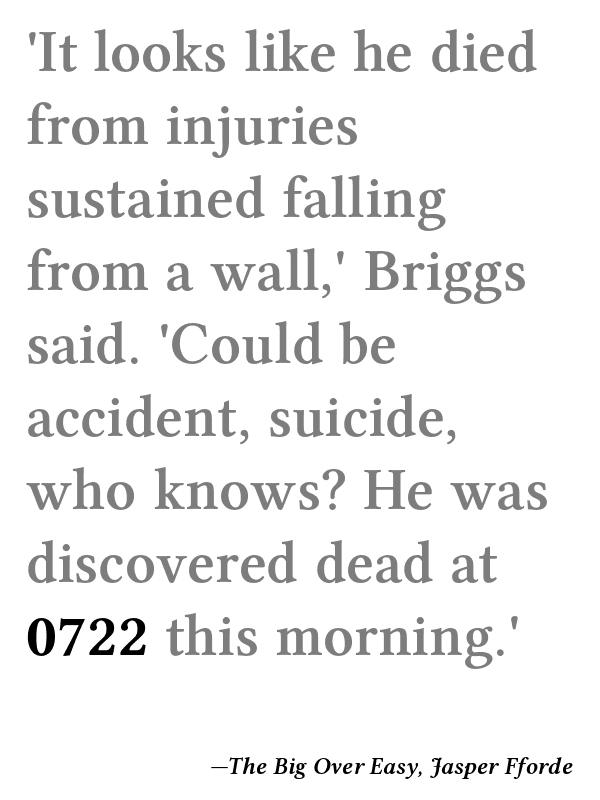 'It looks like he died
from injuries
sustained falling
from a wall,' Briggs
said. 'Could be
accident, suicide,
who knows? He was
discovered dead at
0722 this morning.'
—The Big Over Easy, Jasper Fforde